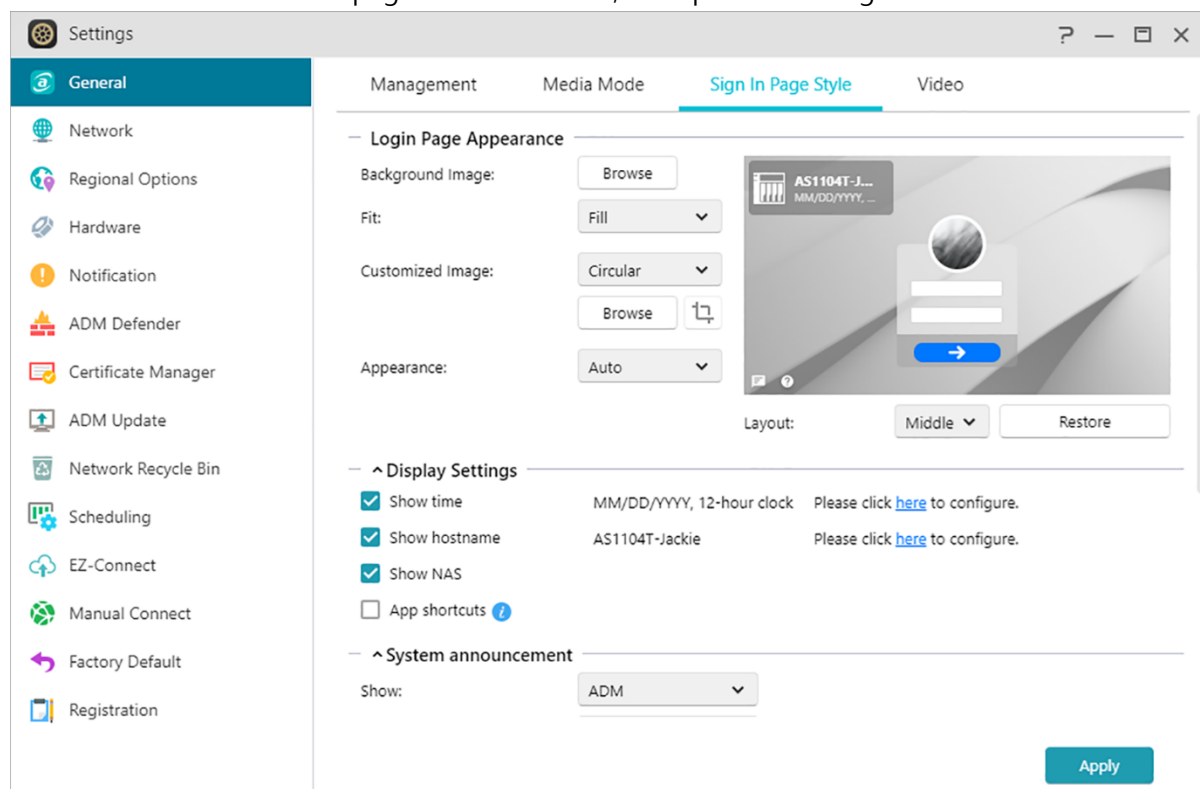 Settings
General
Network
Regional Options
Hardware
Notification
ADM Defender
Certificate Manager
ADM Update
Network Recycle Bin
Scheduling
EZ-Connect
Manual Connect
Factory Default
Registration
Management Media Mode Sign In Page Style Video
Login Page Appearance
Background Image: Browse
Fit: Fill
Customized Image: Circular
Browse
Appearance: Auto
AS1104T-J...
MM/DD/YYYY, ...
Layout: Middle Restore
Display Settings
Show time MM/DD/YYYY, 12-hour clock Please click here to configure.
Show hostname AS1104T-Jackie Please click here to configure.
Show NAS
App shortcuts
System announcement
Show: ADM
Apply